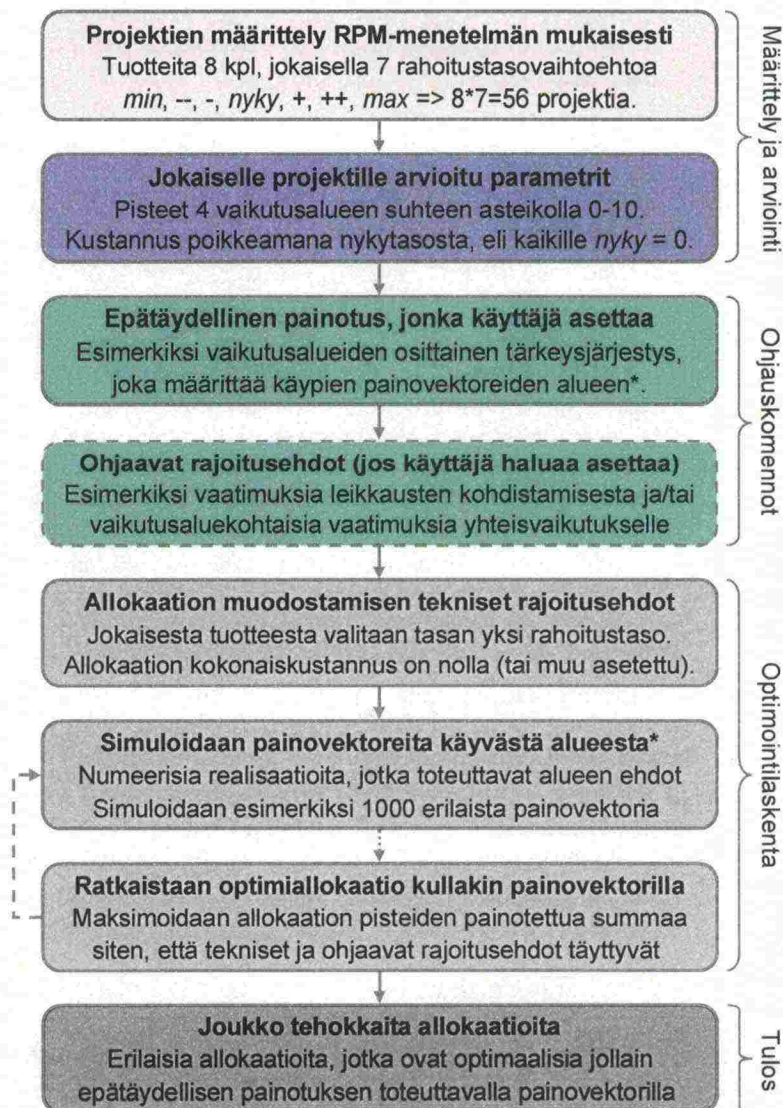 Projektien määrittely RPM-menetelmän mukaisesti
Tuotteita 8 kpl, jokaisella 7 rahoitustasovaihtoehtoa
min, --, -, nyky, +, ++, max => 8*7=56 projektia.
Jokaiselle projektille arvioitu parametrit
Pisteet 4 vaikutusalueen suhteen asteikolla 0-10.
Kustannus poikkeamana nykytasosta, eli kaikille nyky = 0.
Määrittely ja arviointi
Epätäydellinen painotus, jonka käyttäjä asettaa
Esimerkiksi vaikutusalueiden osittainen tärkeysjärjestys,
joka määrittää käypien painovektoreiden alueen*.
Ohjaavat rajoitusehdot (jos käyttäjä haluaa asettaa)
Esimerkiksi vaatimuksia leikkausten kohdistamisesta ja/tai
vaikutusaluekohtaisia vaatimuksia yhteisvaikutukselle
Ohjauskomennot
Allokaation muodostamisen tekniset rajoitusehdot
Jokaisesta tuotteesta valitaan tasan yksi rahoitustaso.
Allokaation kokonaiskustannus on nolla (tai muu asetettu).
Simuloidaan painovektoreita käyvästä alueesta*
Numeerisia realisaatioita, jotka toteuttavat alueen ehdot
Simuloidaan esimerkiksi 1000 erilaista painovektoria
Ratkaistaan optimiallokaatio kullakin painovektorilla
Maksimoidaan allokaation pisteiden painotettua summaa
siten, että tekniset ja ohjaavat rajoitusehdot täyttyvät
Optimointilaskenta
Joukko tehokkaita allokaatioita
Erilaisia allokaatioita, jotka ovat optimaalisia jollain
epätäydellisen painotuksen toteuttavalla painovektorilla
Tulos